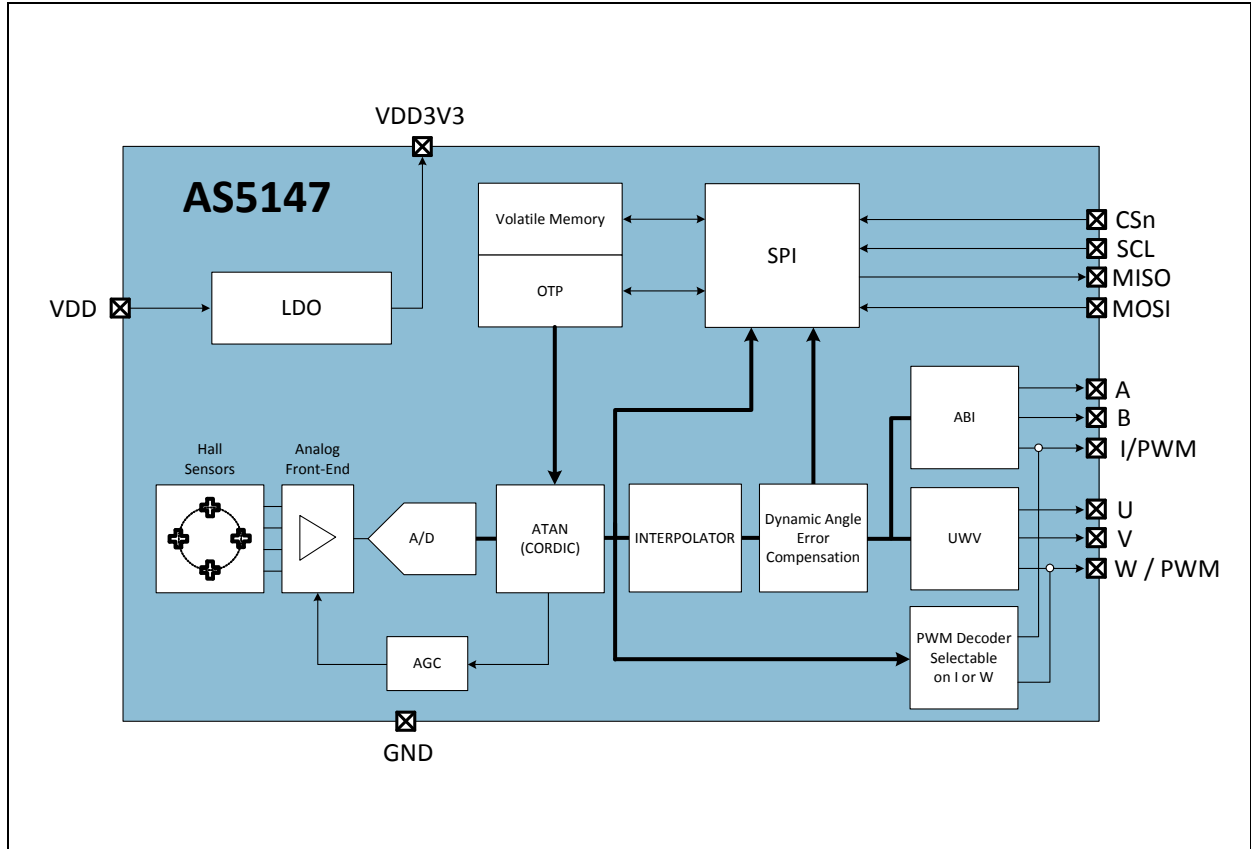 VDD3V3
AS5147
Volatile Memory
OTP
SPI
CSn
SCL
MISO
MOSI
VDD
LDO
A
B
I/PWM
ABI
Hall
Sensors
Analog
Front-End
A/D
ATAN
(CORDIC)
INTERPOLATOR
Dynamic Angle
Error
Compensation
UWV
U
V
W / PWM
AGC
PWM Decoder
Selectable
on I or W
GND